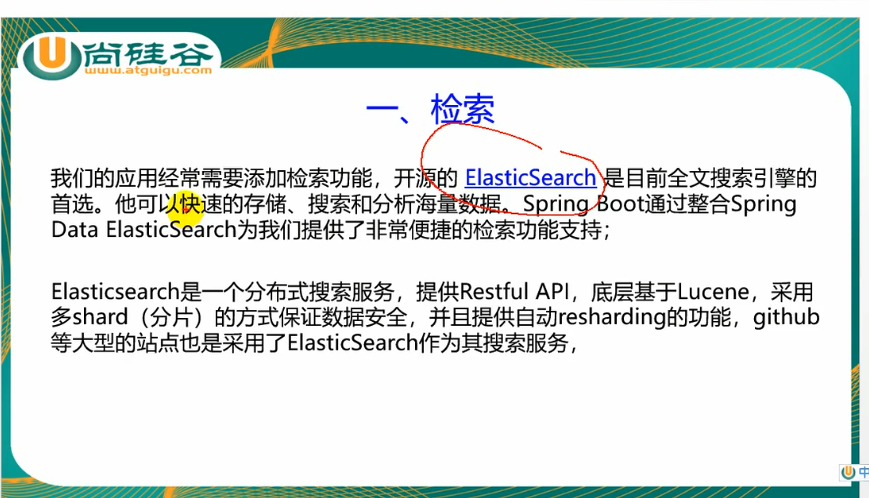 尚硅谷
www.atguigu.com
一、检索
我们的应用经常需要添加检索功能，开源的 ElasticSearch 是目前全文搜索引擎的
首选。他可以快速的存储、搜索和分析海量数据。Spring Boot通过整合Spring
Data ElasticSearch为我们提供了非常便捷的检索功能支持；
Elasticsearch是一个分布式搜索服务，提供Restful API，底层基于Lucene，采用
多shard（分片）的方式保证数据安全，并且提供自动resharding的功能，github
等大型的站点也是采用了ElasticSearch作为其搜索服务，
中